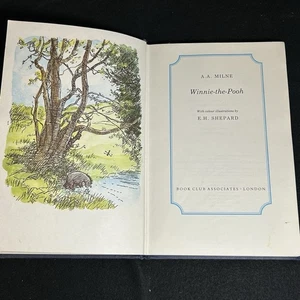 A.A. MILNE
Winnie-the-Pooh
With colour illustrations by
E.H. SHEPARD
BOOK CLUB ASSOCIATES · LONDON